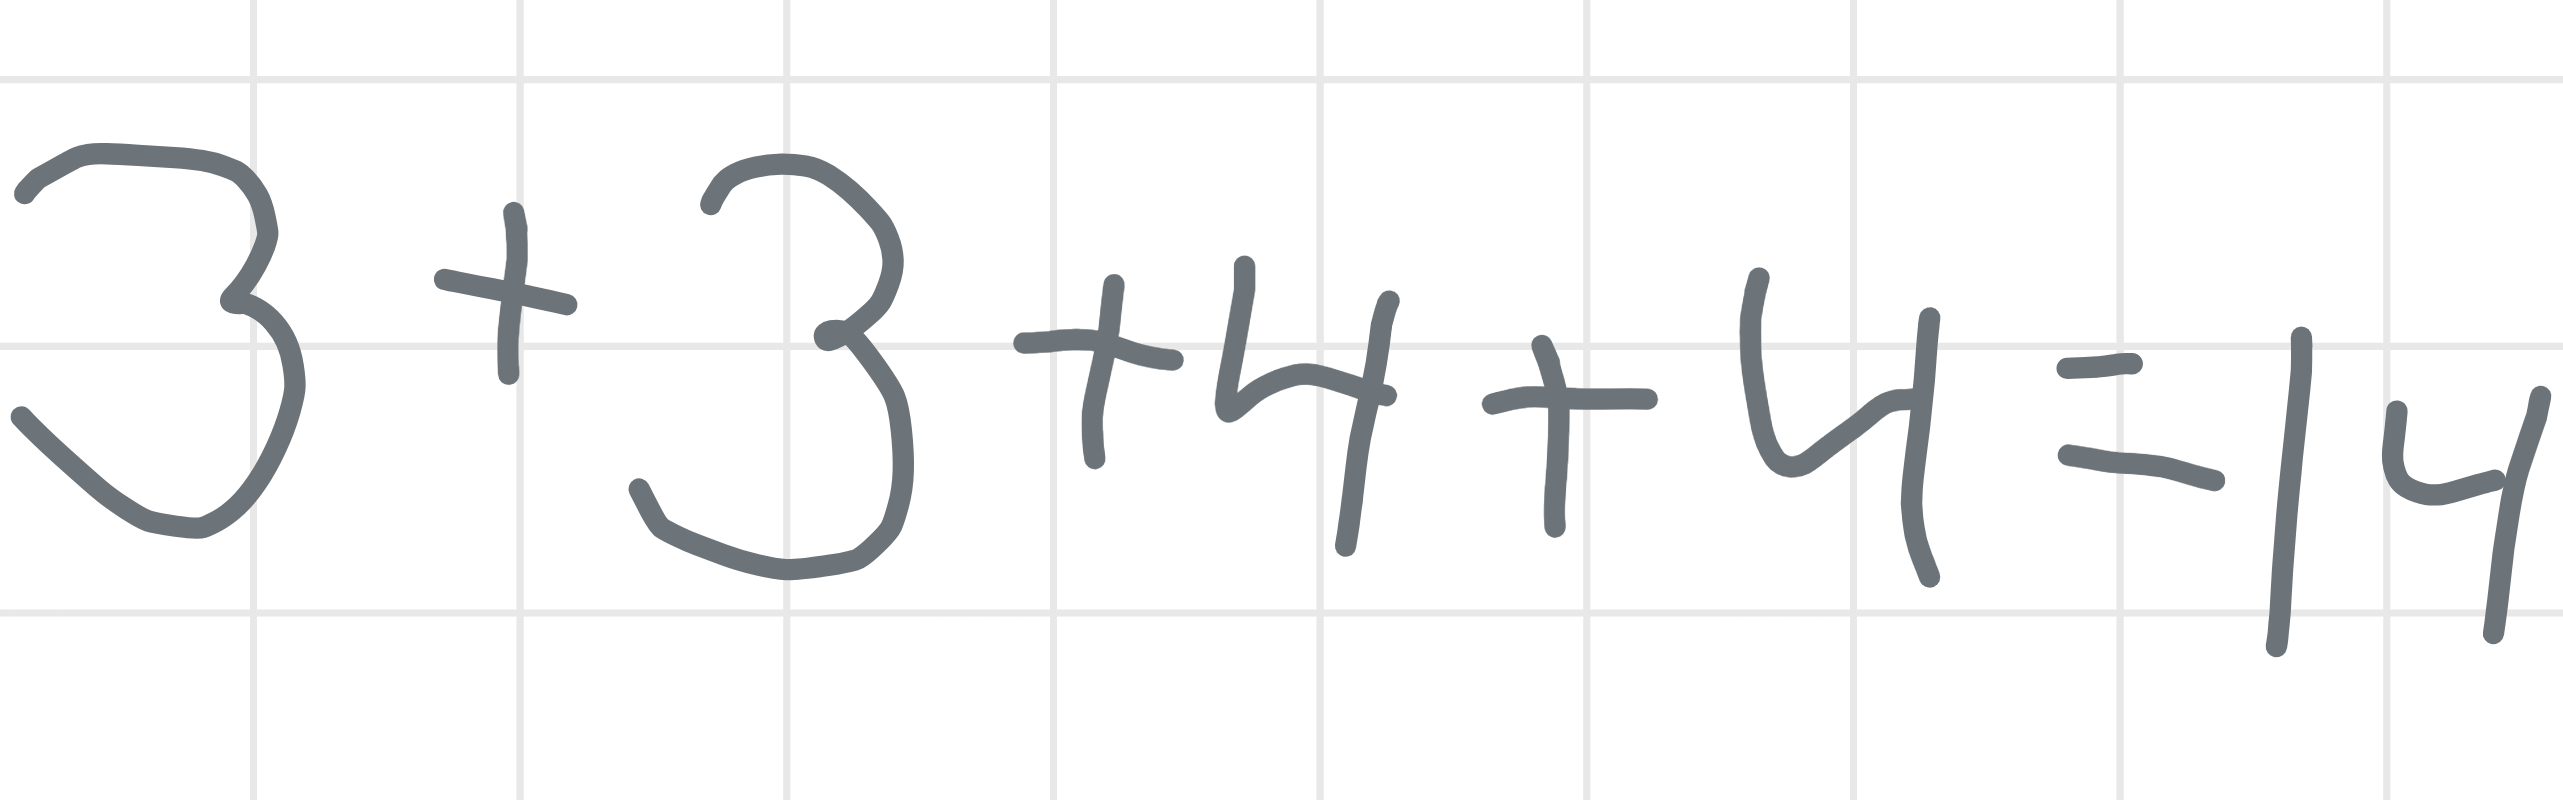 3 + 3 + 4 + 4 = 14